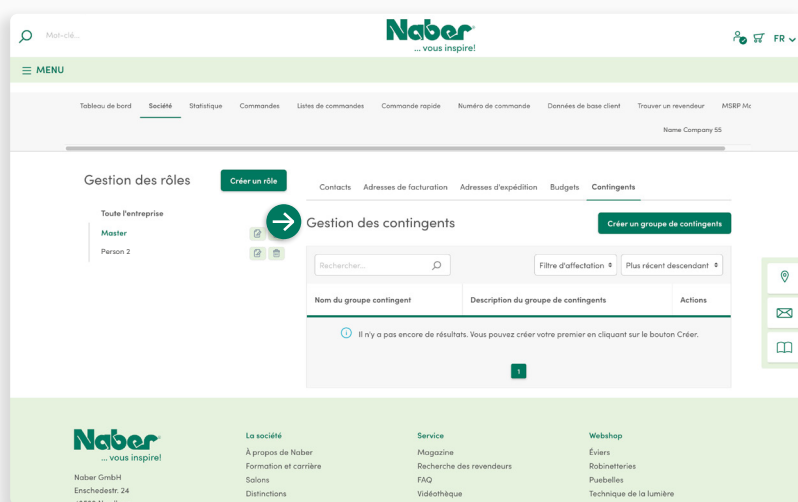 Mot-clé...
Naber
... vous inspire!
FR
MENU
Tableau de bord Société Statistique Commandes Listes de commandes Commande rapide Numéro de commande Données de base client Trouver un revendeur MSRP
Name Company SS
Gestion des rôles
Créer un rôle
Toute l'entreprise
Master
Person 2
Contacts Adresses de facturation Adresses d'expédition Budgets Contingents
Gestion des contingents
Créer un groupe de contingents
Rechercher...
Filtre d'affectation
Plus récent descendant
Nom du groupe contingent Description du groupe de contingents Actions
Il n'y a pas encore de résultats. Vous pouvez créer votre premier en cliquant sur le bouton Créer.
1
Naber
... vous inspire!
Naber GmbH
Enschedestr. 24
La société
À propos de Naber
Formation et carrière
Salons
Distinctions
Service
Magazine
Recherche des revendeurs
FAQ
Vidéothèque
Webshop
Éviers
Robinetteries
Puebelles
Technique de la lumière